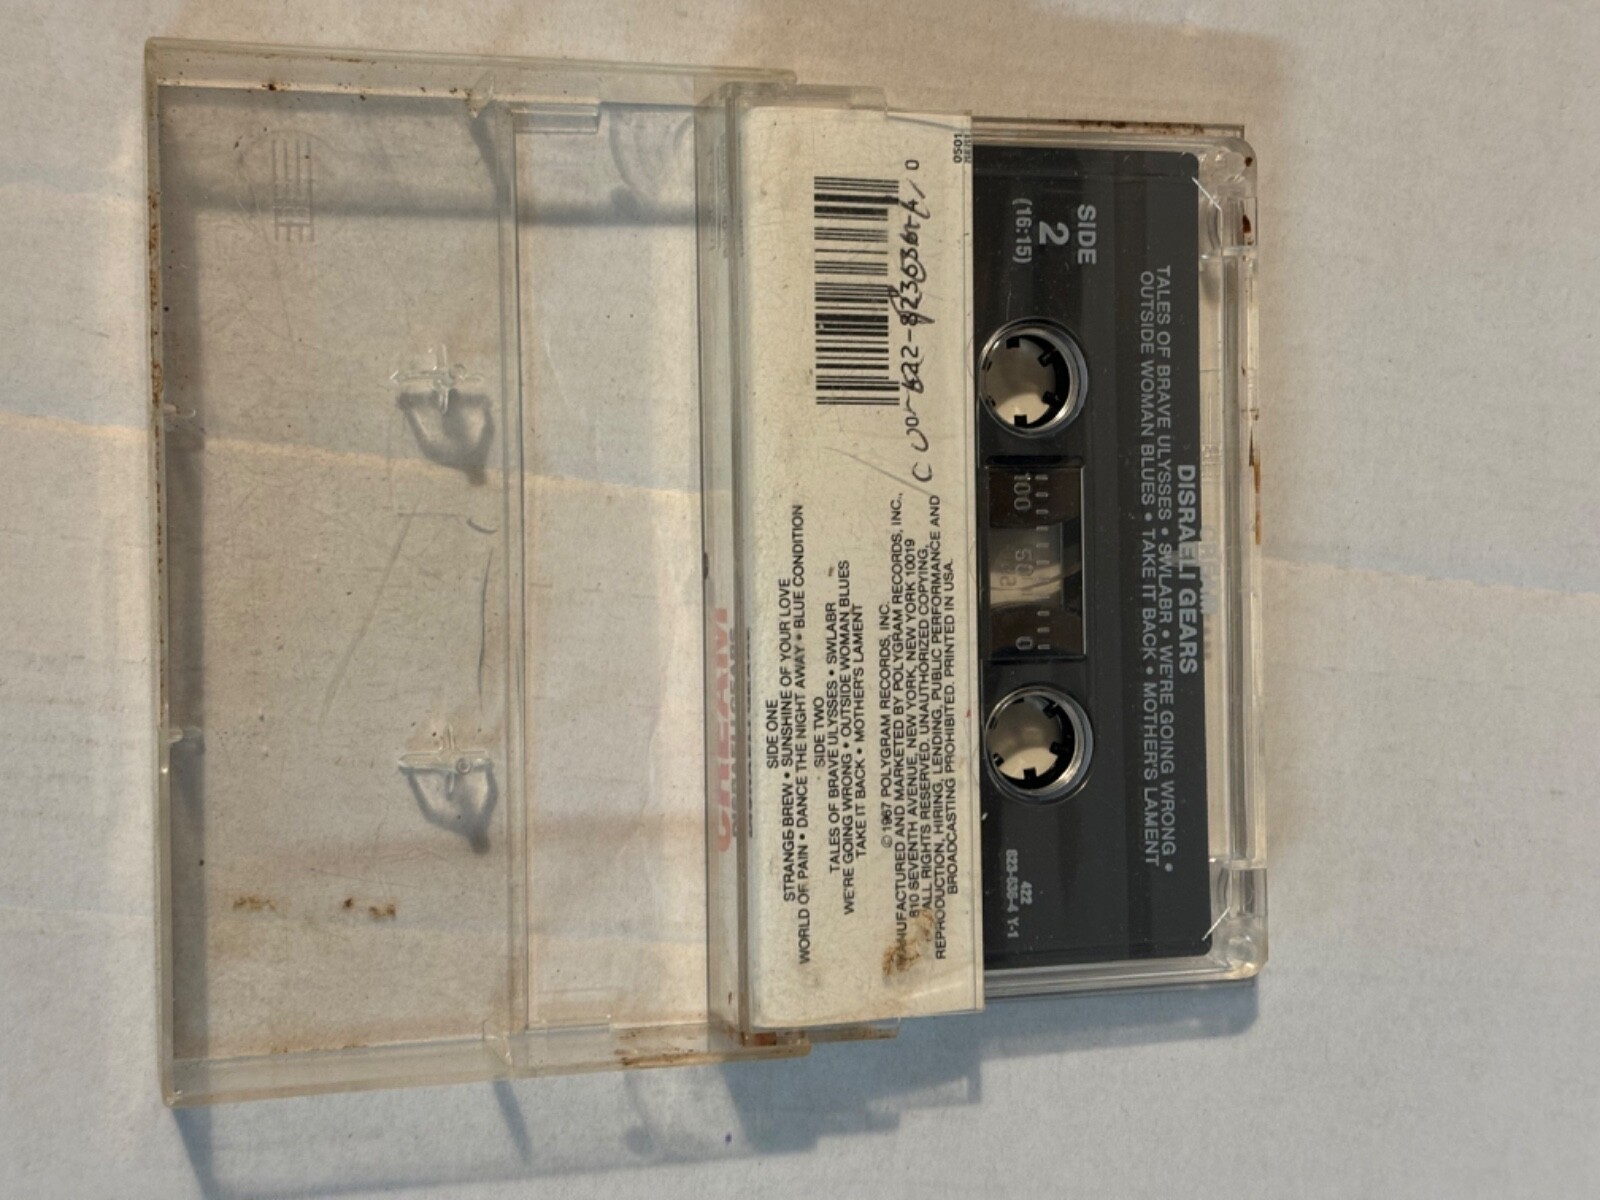 CREAM
DISRAELI GEARS
SIDE ONE
STRANGE BREW • SUNSHINE OF YOUR LOVE
WORLD OF PAIN • DANCE THE NIGHT AWAY • BLUE CONDITION
SIDE TWO
TALES OF BRAVE ULYSSES • SWLABR
WE'RE GOING WRONG • OUTSIDE WOMAN BLUES
TAKE IT BACK • MOTHER'S LAMENT
© 1967 POLYGRAM RECORDS, INC.
MANUFACTURED AND MARKETED BY POLYGRAM RECORDS, INC.,
810 SEVENTH AVENUE, NEW YORK, NEW YORK 10019
ALL RIGHTS RESERVED. UNAUTHORIZED COPYING,
REPRODUCTION, HIRING, LENDING, PUBLIC PERFORMANCE AND
BROADCASTING PROHIBITED. PRINTED IN USA.
0501
SIDE
2
(16:15)
100 50 0
422
823-636-4 Y-1
DISRAELI GEARS
TALES OF BRAVE ULYSSES • SWLABR • WE'RE GOING WRONG •
OUTSIDE WOMAN BLUES • TAKE IT BACK • MOTHER'S LAMENT